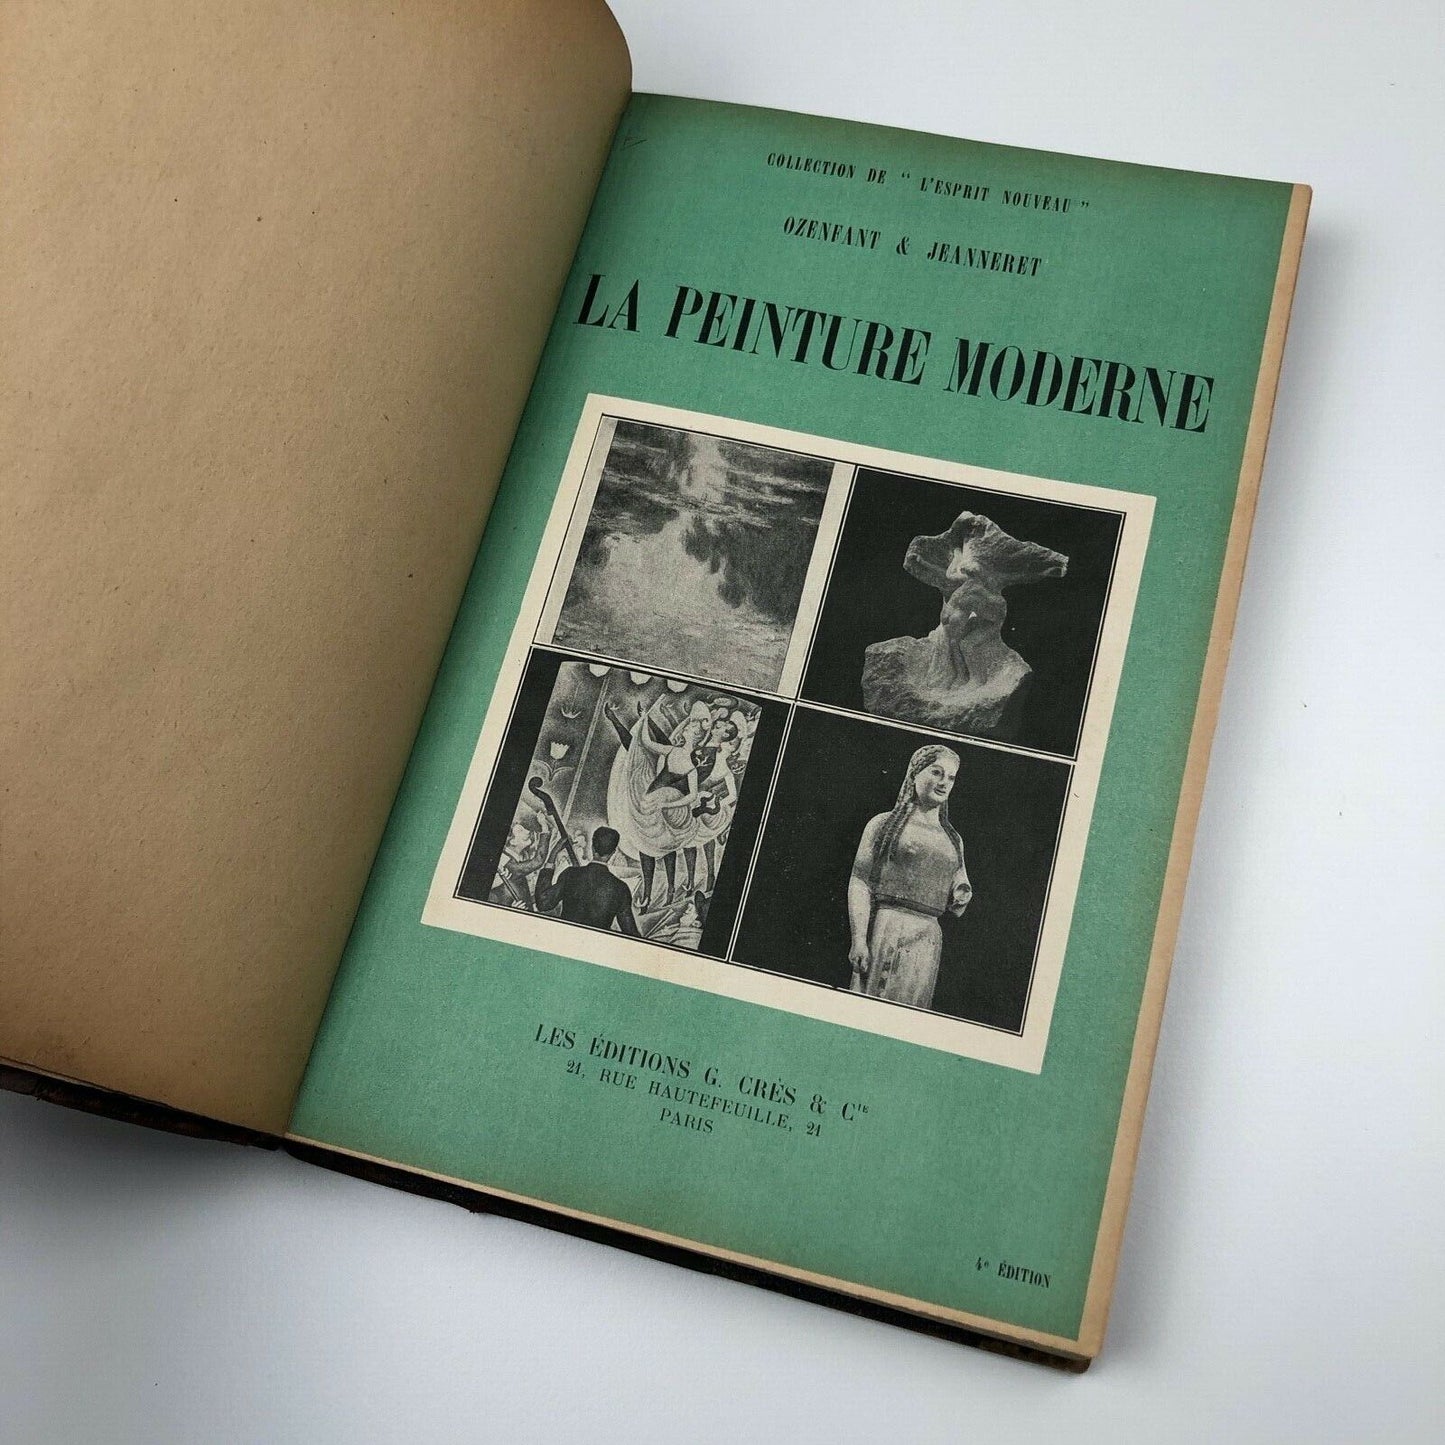 COLLECTION DE " L'ESPRIT NOUVEAU "
OZENFANT & JEANNERET
LA PEINTURE MODERNE
LES ÉDITIONS G. CRÈS & Cie
21, RUE HAUTEFEUILLE, 21
PARIS
4e ÉDITION